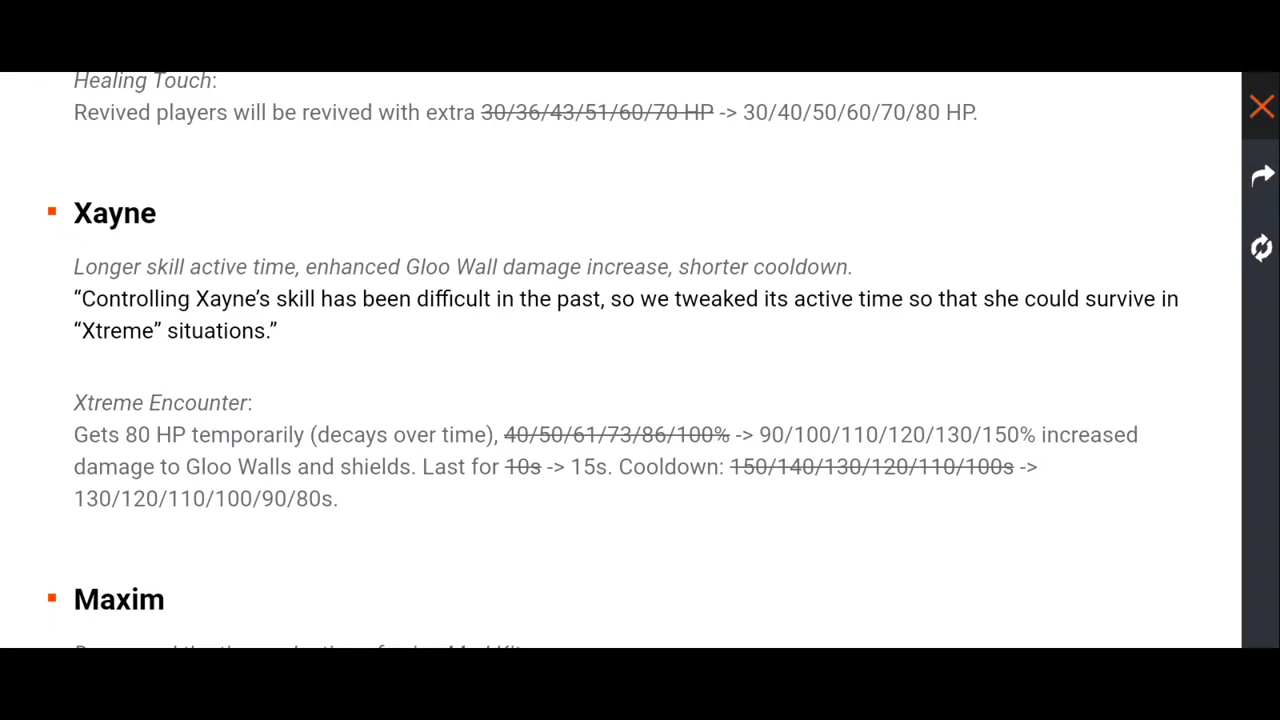 Healing Touch:
Revived players will be revived with extra 30/36/43/51/60/70 HP -> 30/40/50/60/70/80 HP.
Xayne
Longer skill active time, enhanced Gloo Wall damage increase, shorter cooldown.
“Controlling Xayne’s skill has been difficult in the past, so we tweaked its active time so that she could survive in
“Xtreme” situations.”
Xtreme Encounter:
Gets 80 HP temporarily (decays over time), 40/50/61/73/86/100% -> 90/100/110/120/130/150% increased
damage to Gloo Walls and shields. Last for 10s -> 15s. Cooldown: 150/140/130/120/110/100s ->
130/120/110/100/90/80s.
Maxim